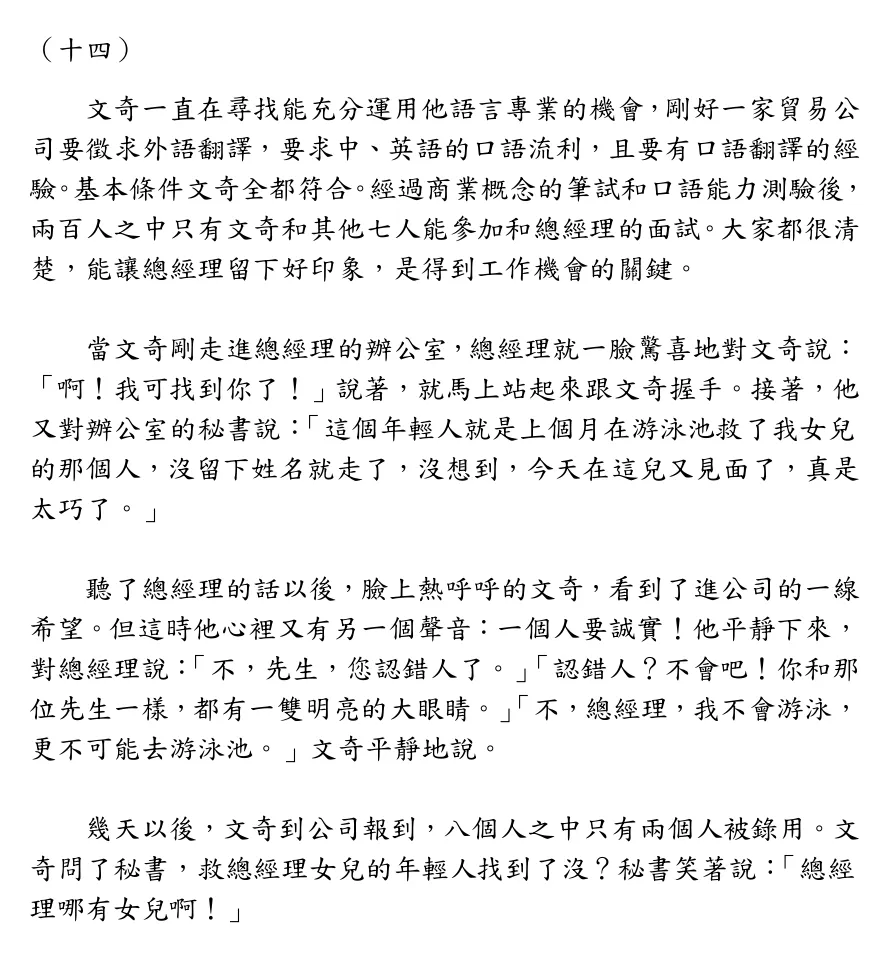 （十四）
文奇一直在尋找能充分運用他語言專業的機會，剛好一家貿易公
司要徵求外語翻譯，要求中、英語的口語流利，且要有口語翻譯的經
驗。基本條件文奇全都符合。經過商業概念的筆試和口語能力測驗後，
兩百人之中只有文奇和其他七人能參加和總經理的面試。大家都很清
楚，能讓總經理留下好印象，是得到工作機會的關鍵。
當文奇剛走進總經理的辦公室，總經理就一臉驚喜地對文奇說：
「啊！我可找到你了！」說著，就馬上站起來跟文奇握手。接著，他
又對辦公室的秘書說：「這個年輕人就是上個月在游泳池救了我女兒
的那個人，沒留下姓名就走了，沒想到，今天在這兒又見面了，真是
太巧了。」
聽了總經理的話以後，臉上熱呼呼的文奇，看到了進公司的一線
希望。但這時他心裡又有另一個聲音：一個人要誠實！他平靜下來，
對總經理說：「不，先生，您認錯人了。」「認錯人？不會吧！你和那
位先生一樣，都有一雙明亮的大眼睛。」「不，總經理，我不會游泳，
更不可能去游泳池。」文奇平靜地說。
幾天以後，文奇到公司報到，八個人之中只有兩個人被錄用。文
奇問了秘書，救總經理女兒的年輕人找到了沒？秘書笑著說：「總經
理哪有女兒啊！」